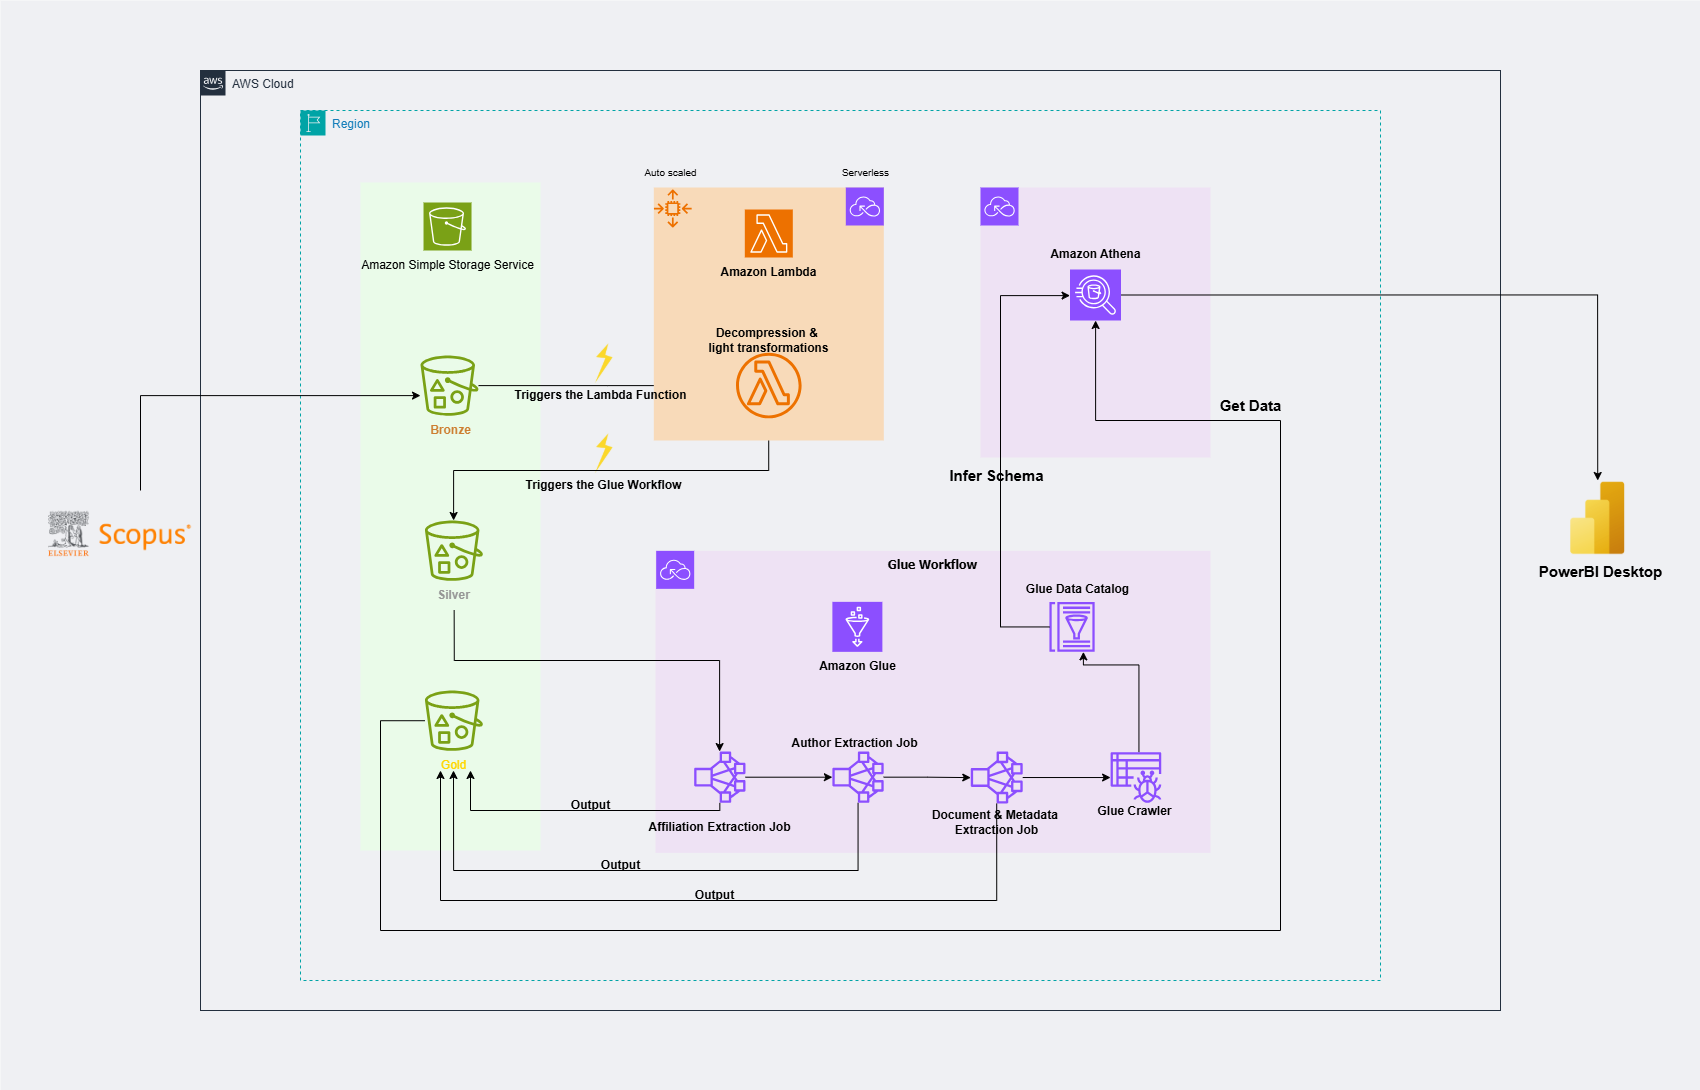 aws
AWS Cloud
Region
Auto scaled
Serverless
Amazon Simple Storage Service
Amazon Lambda
Amazon Athena
Decompression &
light transformations
Triggers the Lambda Function
Bronze
Get Data
Triggers the Glue Workflow
Infer Schema
ELSEVIER
Scopus®
Silver
Glue Workflow
PowerBI Desktop
Glue Data Catalog
Amazon Glue
Gold
Author Extraction Job
Output
Affiliation Extraction Job
Document & Metadata
Extraction Job
Glue Crawler
Output
Output